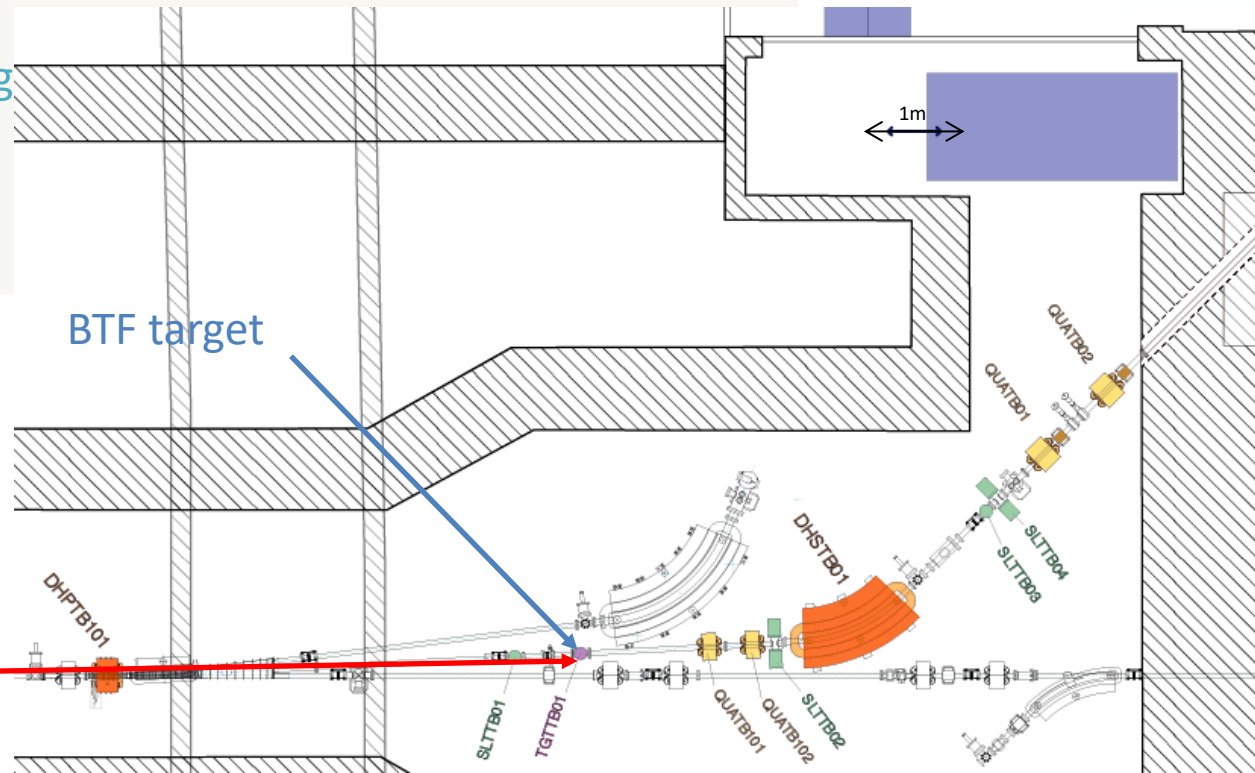 g
1m
BTF target
QUATB02
QUATB01
DHSTB01
SLTTB04
SLTTB03
DHPTB101
SLTTB01
TGTTB01
QUATB101
QUATB102
SLTTB02